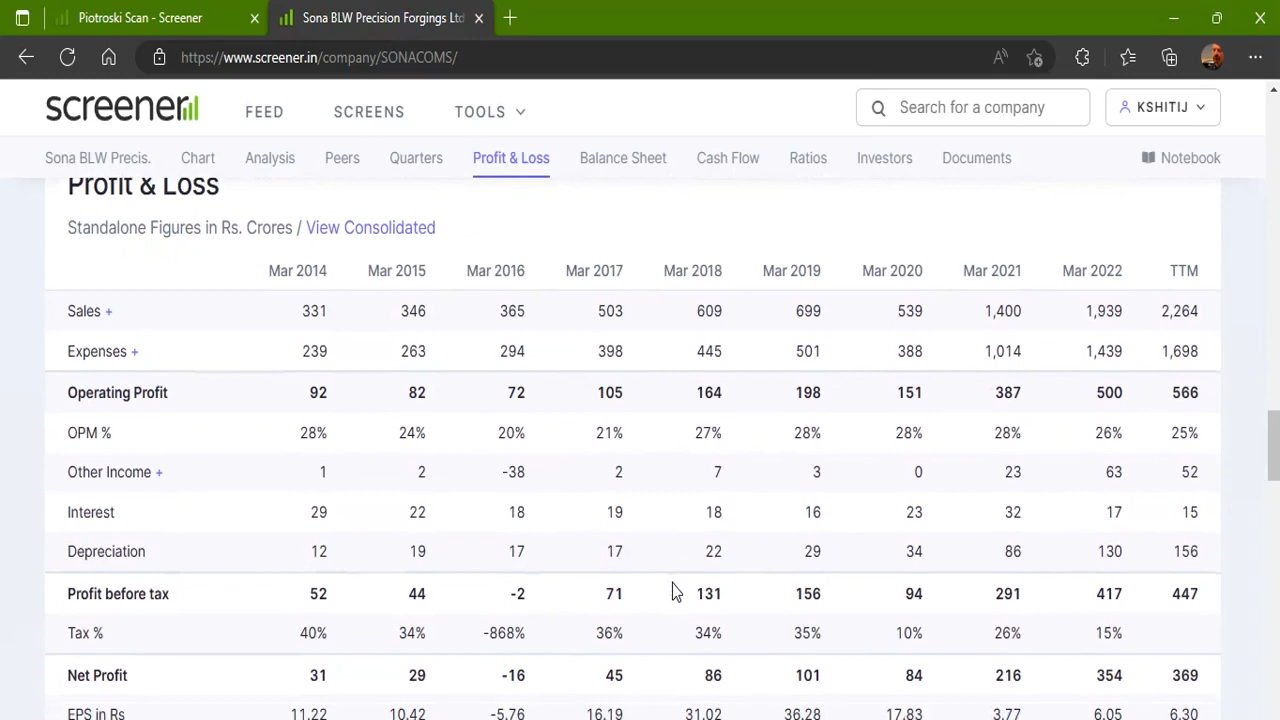 Piotroski Scan - Screener
Sona BLW Precision Forgings Ltd
https://www.screener.in/company/SONACOMS/
screener
FEED
SCREENS
TOOLS
Search for a company
KSHITIJ
Sona BLW Precis.
Chart
Analysis
Peers
Quarters
Profit & Loss
Balance Sheet
Cash Flow
Ratios
Investors
Documents
Notebook
Profit & Loss
Standalone Figures in Rs. Crores / View Consolidated
Mar 2014 Mar 2015 Mar 2016 Mar 2017 Mar 2018 Mar 2019 Mar 2020 Mar 2021 Mar 2022 TTM
Sales + 331 346 365 503 609 699 539 1,400 1,939 2,264
Expenses + 239 263 294 398 445 501 388 1,014 1,439 1,698
Operating Profit 92 82 72 105 164 198 151 387 500 566
OPM % 28% 24% 20% 21% 27% 28% 28% 28% 26% 25%
Other Income + 1 2 -38 2 7 3 0 23 63 52
Interest 29 22 18 19 18 16 23 32 17 15
Depreciation 12 19 17 17 22 29 34 86 130 156
Profit before tax 52 44 -2 71 131 156 94 291 417 447
Tax % 40% 34% -868% 36% 34% 35% 10% 26% 15%
Net Profit 31 29 -16 45 86 101 84 216 354 369
EPS in Rs 11.22 10.42 -5.76 16.19 31.02 36.28 17.83 3.77 6.05 6.30